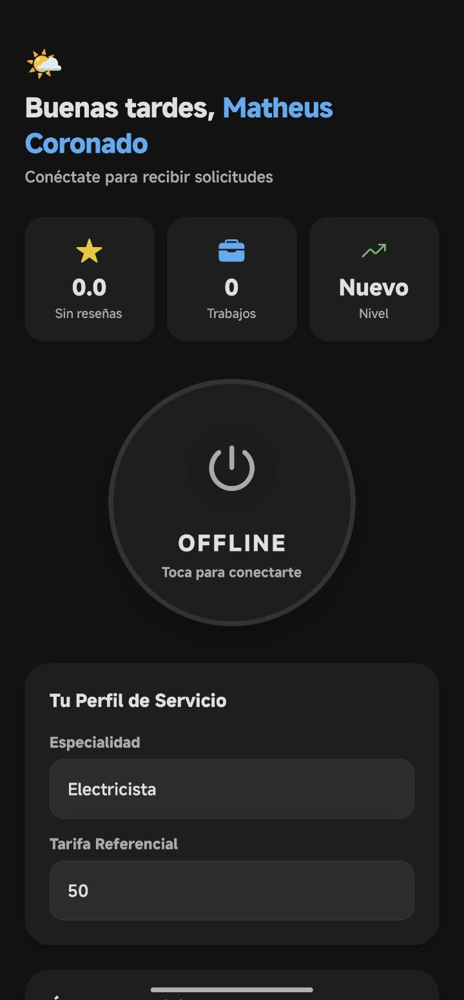 Buenas tardes, Matheus
Coronado
Conéctate para recibir solicitudes
0.0
Sin reseñas
0
Trabajos
Nuevo
Nivel
OFFLINE
Toca para conectarte
Tu Perfil de Servicio
Especialidad
Electricista
Tarifa Referencial
50